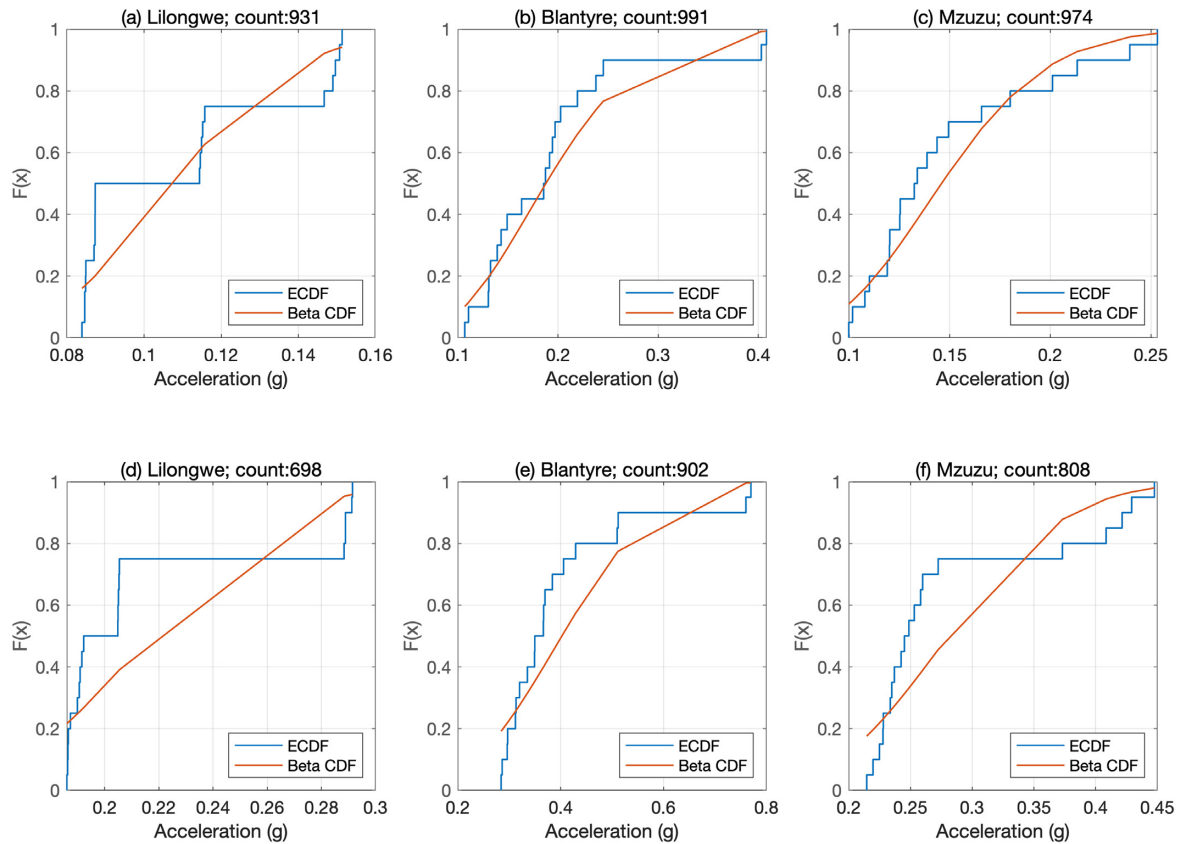 (a) Lilongwe; count:931
(b) Blantyre; count:991
(c) Mzuzu; count:974
1
0.8
0.6
0.4
0.2
0
F(x)
ECDF
Beta CDF
0.08
0.1
0.12
0.14
0.16
Acceleration (g)
1
0.8
0.6
0.4
0.2
0
F(x)
ECDF
Beta CDF
0.1
0.2
0.3
0.4
Acceleration (g)
1
0.8
0.6
0.4
0.2
0
F(x)
ECDF
Beta CDF
0.1
0.15
0.2
0.25
Acceleration (g)
(d) Lilongwe; count:698
(e) Blantyre; count:902
(f) Mzuzu; count:808
1
0.8
0.6
0.4
0.2
0
F(x)
ECDF
Beta CDF
0.2
0.22
0.24
0.26
0.28
0.3
Acceleration (g)
1
0.8
0.6
0.4
0.2
0
F(x)
ECDF
Beta CDF
0.2
0.4
0.6
0.8
Acceleration (g)
1
0.8
0.6
0.4
0.2
0
F(x)
ECDF
Beta CDF
0.2
0.25
0.3
0.35
0.4
0.45
Acceleration (g)